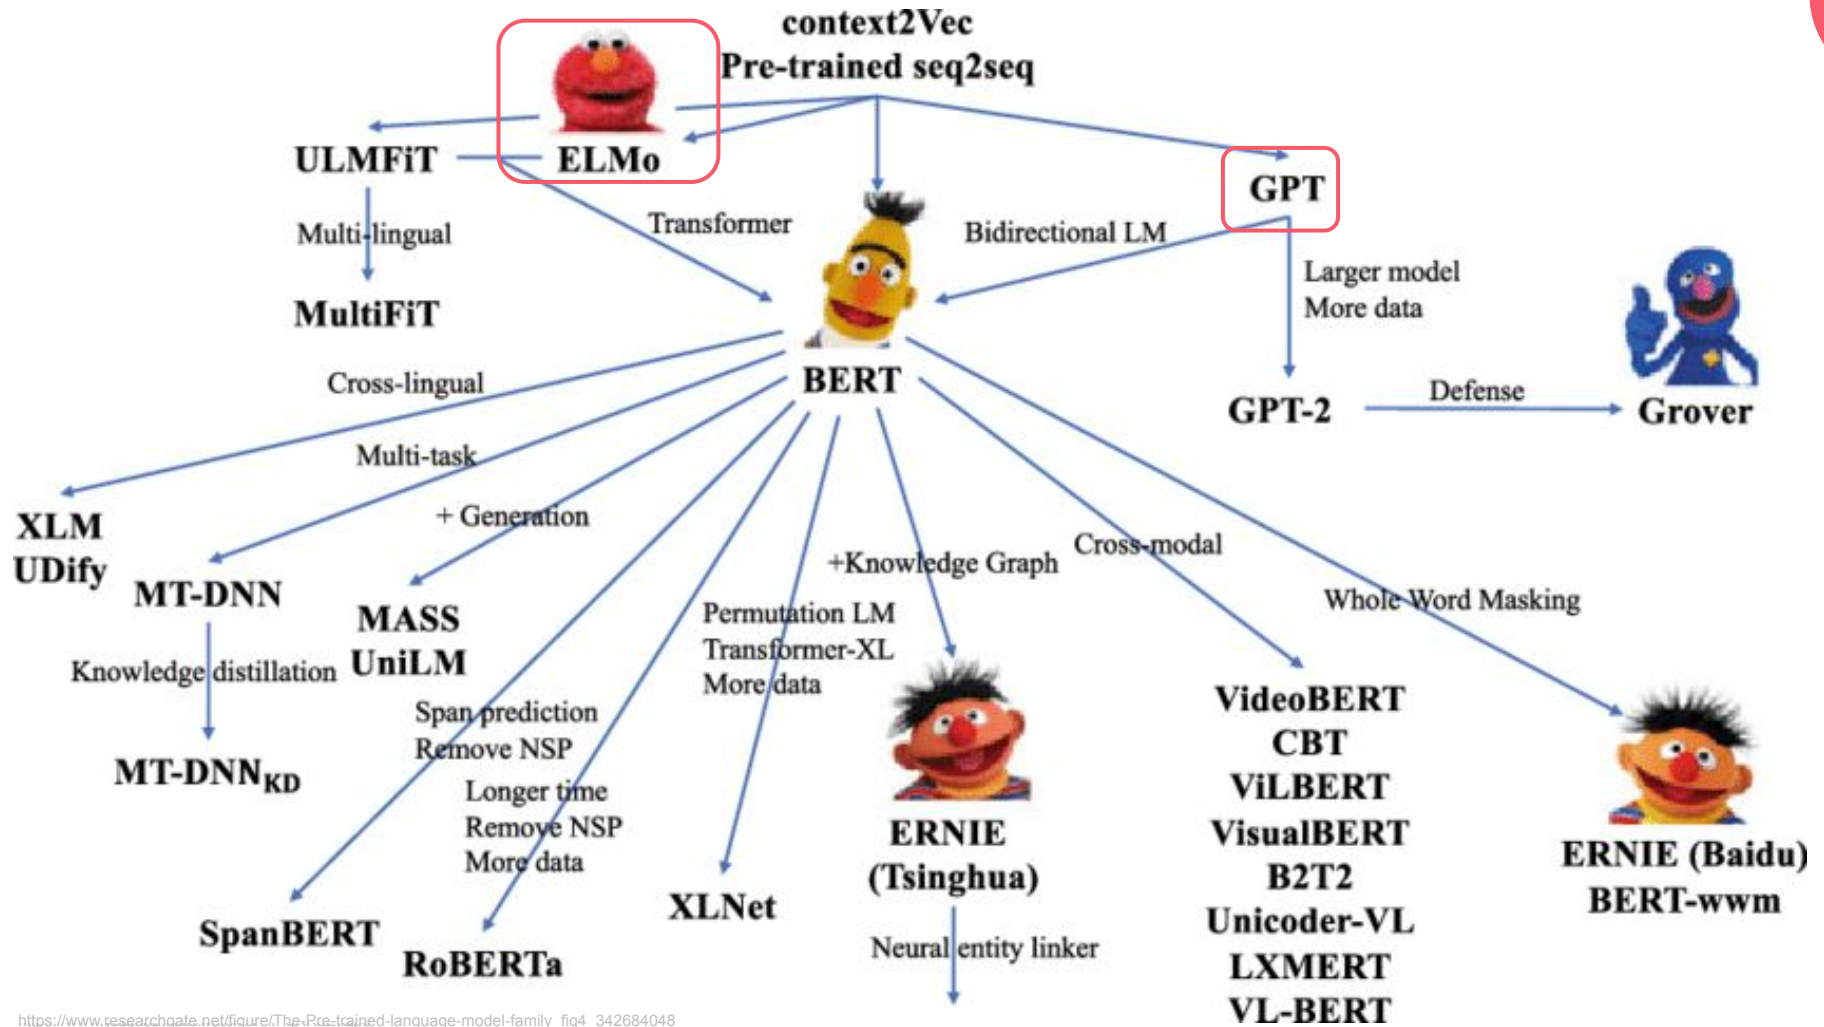 context2Vec
Pre-trained seq2seq
ULMFiT
ELMo
GPT
Multi-lingual
Transformer
Bidirectional LM
Larger model
More data
MultiFiT
Cross-lingual
BERT
GPT-2
Defense
Grover
Multi-task
+ Generation
XLM
UDify
MT-DNN
MASS
UniLM
+Knowledge Graph
Cross-modal
Whole Word Masking
Permutation LM
Transformer-XL
More data
Knowledge distillation
Span prediction
Remove NSP
MT-DNNKD
Longer time
Remove NSP
More data
SpanBERT
RoBERTa
XLNet
ERNIE
(Tsinghua)
Neural entity linker
VideoBERT
CBT
ViLBERT
VisualBERT
B2T2
Unicoder-VL
LXMERT
VL-BERT
ERNIE (Baidu)
BERT-wwm
https://www.researchgate.net/figure/The-Pre-trained-language-model-family_fig4_342684048